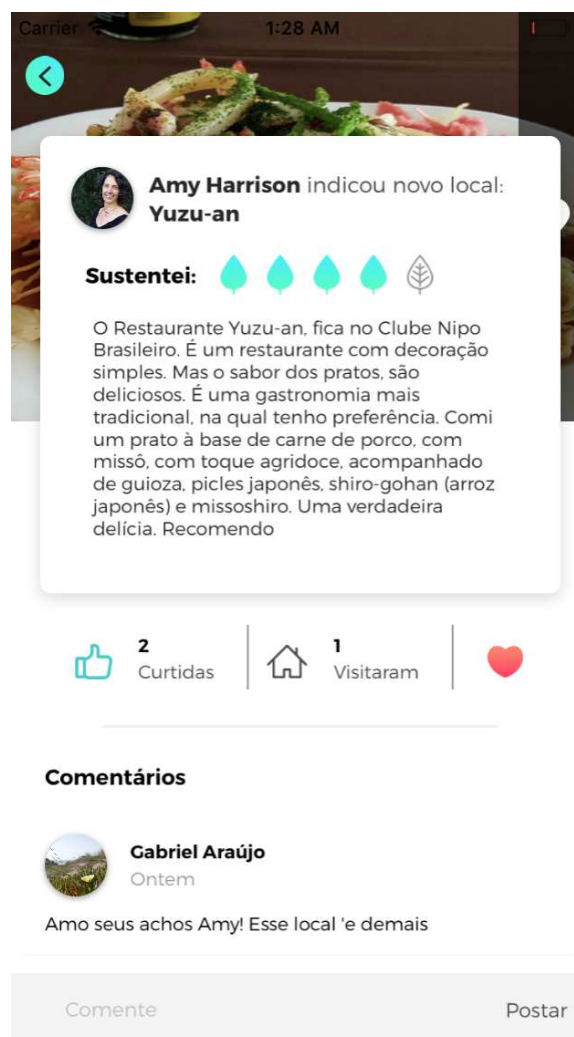 Carrier 1:28 AM
Amy Harrison indicou novo local:
Yuzu-an
Sustentei:
O Restaurante Yuzu-an, fica no Clube Nipo
Brasileiro. É um restaurante com decoração
simples. Mas o sabor dos pratos, são
deliciosos. É uma gastronomia mais
tradicional, na qual tenho preferência. Comi
um prato à base de carne de porco, com
missô, com toque agridoce, acompanhado
de guioza, picles japonês, shiro-gohan (arroz
japonês) e missoshiro. Uma verdadeira
delícia. Recomendo
2 1
Curtidas Visitaram
Comentários
Gabriel Araújo
Ontem
Amo seus achos Amy! Esse local 'e demais
Comente Postar